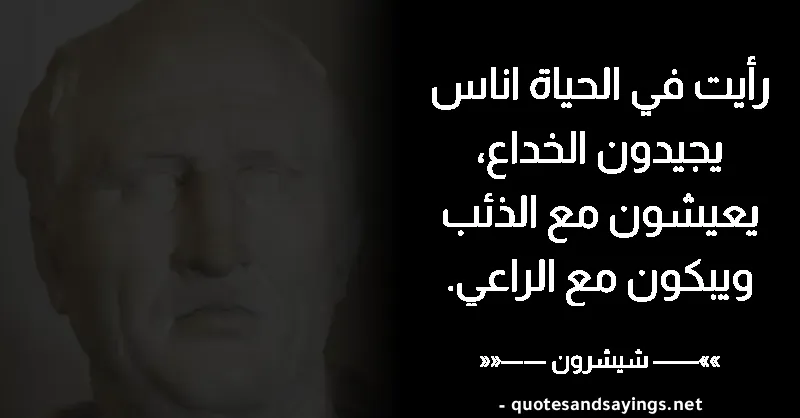 رأيت في الحياة اناس
يجيدون الخداع،
يعيشون مع الذئب
ويبكون مع الراعي.
»»—— شيشرون ——««
- quotesandsayings.net